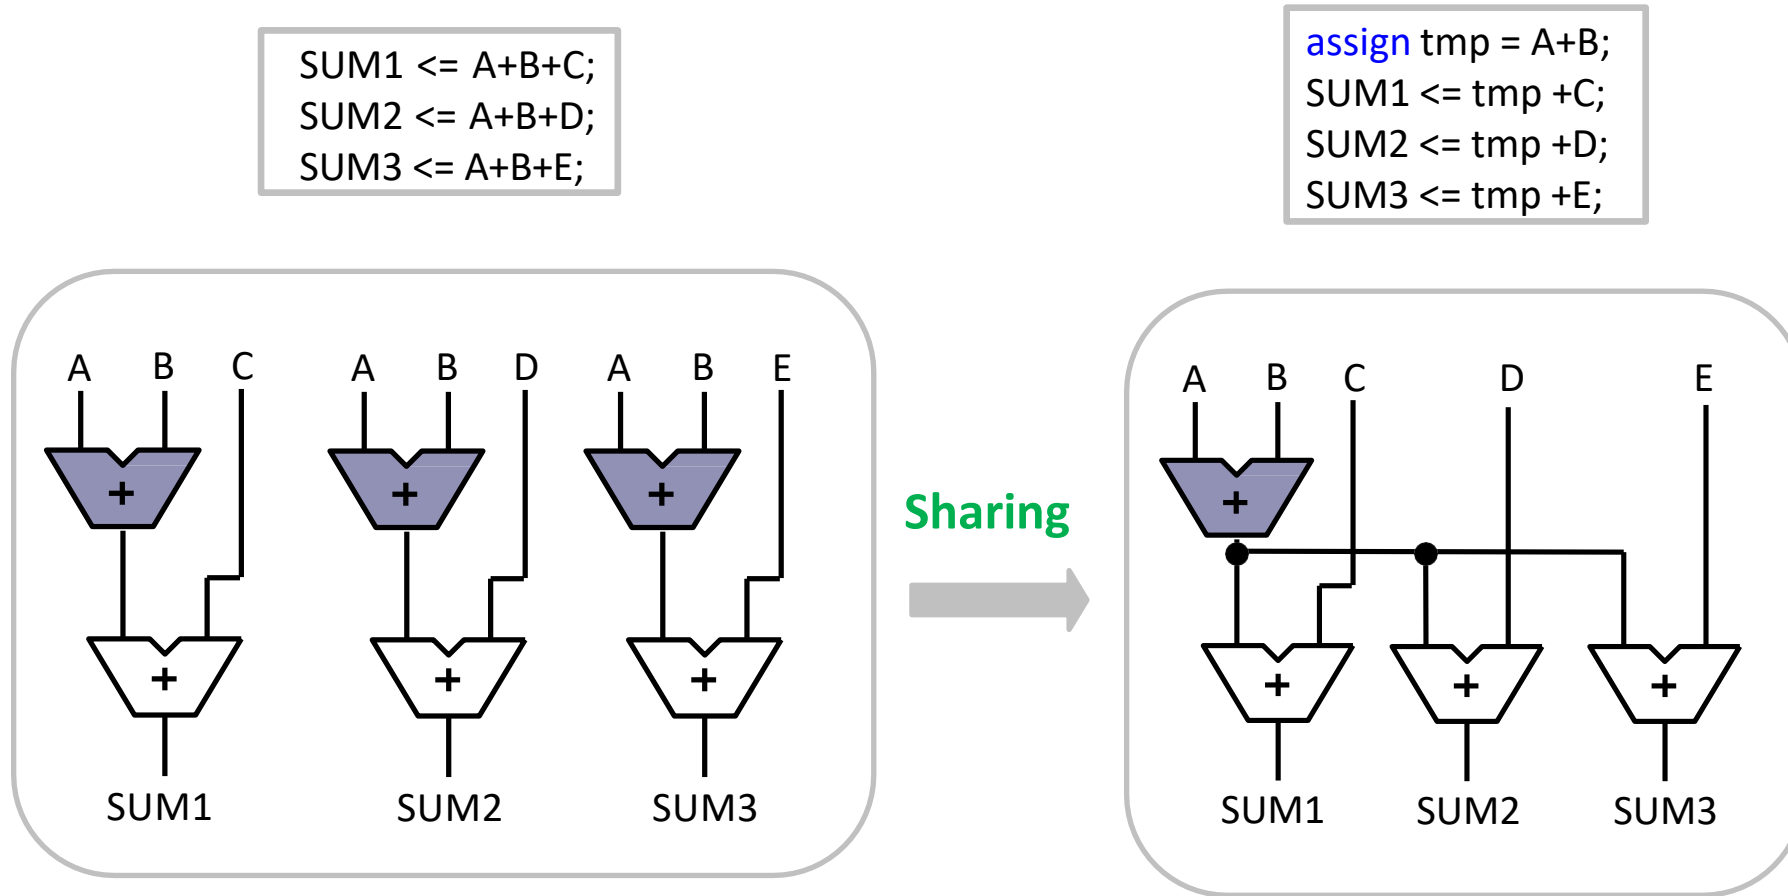 SUM1 <= A+B+C;
SUM2 <= A+B+D;
SUM3 <= A+B+E;
assign tmp = A+B;
SUM1 <= tmp +C;
SUM2 <= tmp +D;
SUM3 <= tmp +E;
A B C A B D A B E
+ + +
+ + +
SUM1 SUM2 SUM3
Sharing
A B C D E
+
+ + +
SUM1 SUM2 SUM3